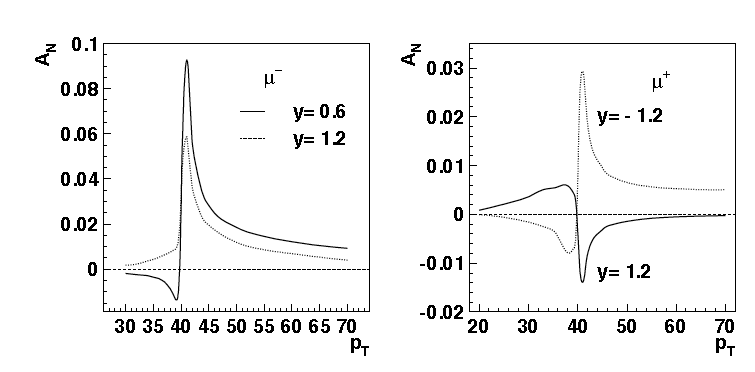 A_N
0.1
0.08
0.06
0.04
0.02
0
μ⁻
y= 0.6
y= 1.2
30 35 40 45 50 55 60 65 70
p_T
A_N
0.03
0.02
0.01
0
-0.01
-0.02
μ⁺
y= - 1.2
y= 1.2
20 30 40 50 60 70
p_T